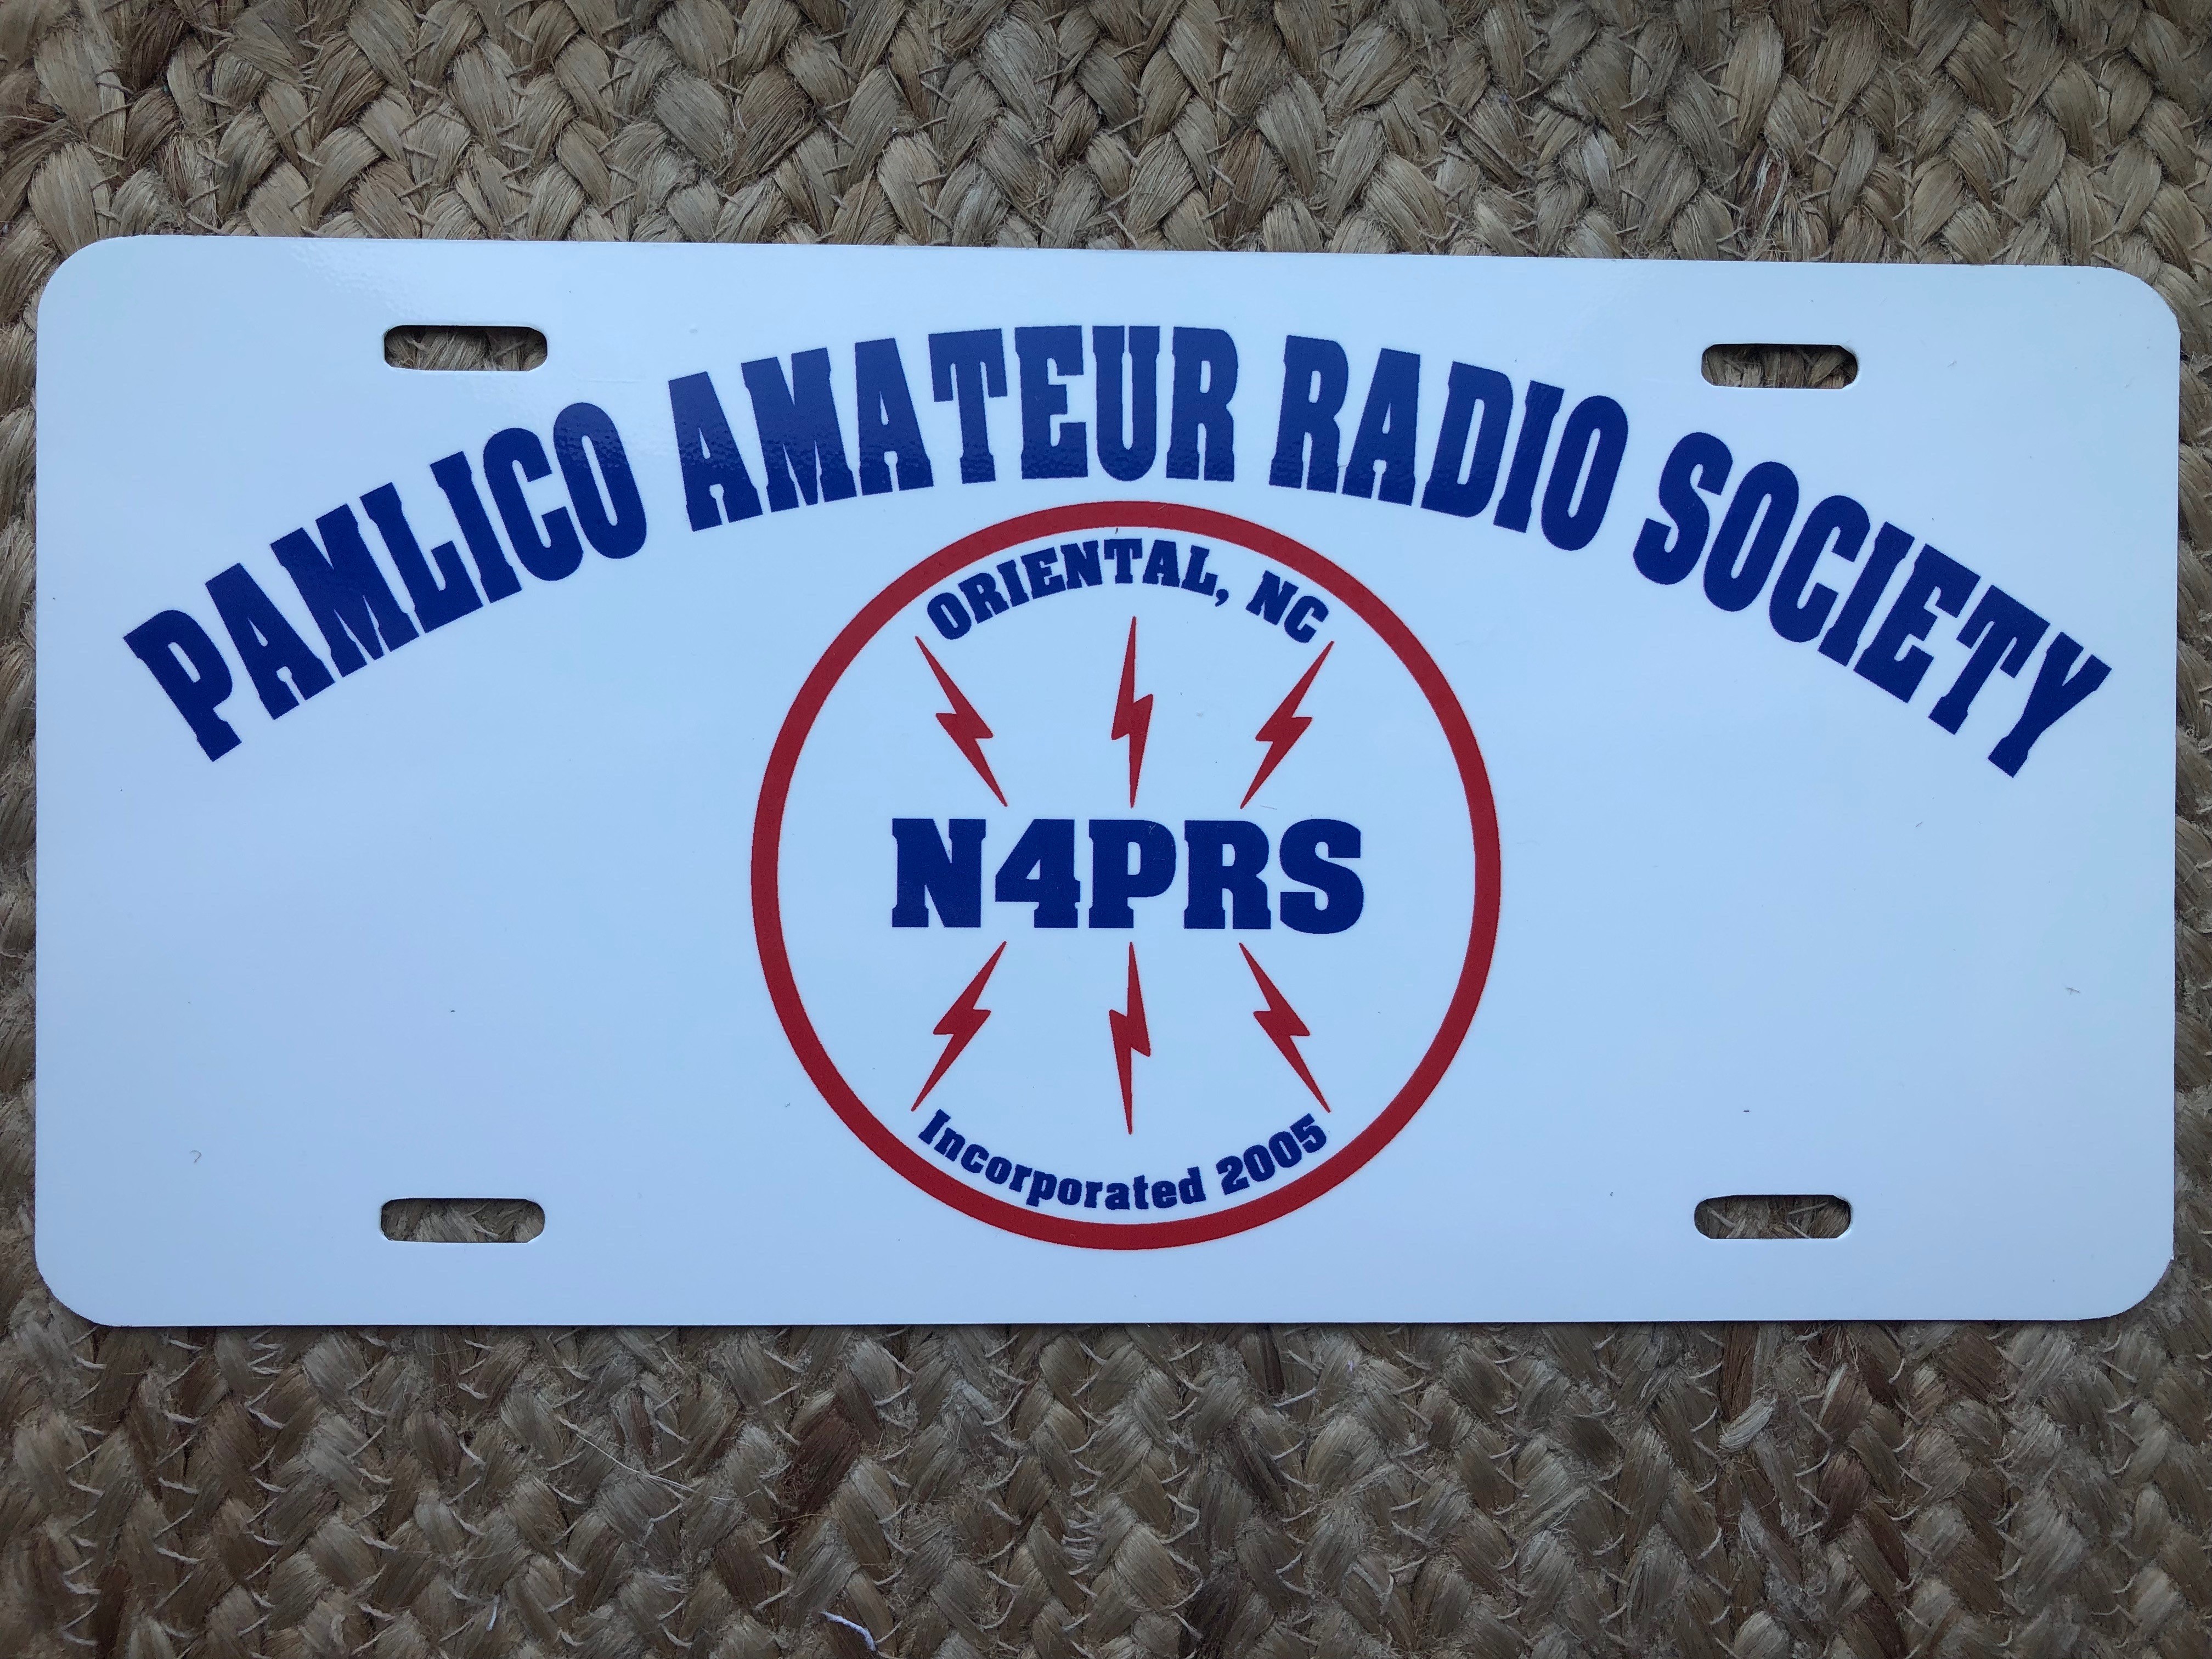 PAMLICO AMATEUR RADIO SOCIETY
ORIENTAL, NC
N4PRS
Incorporated 2005